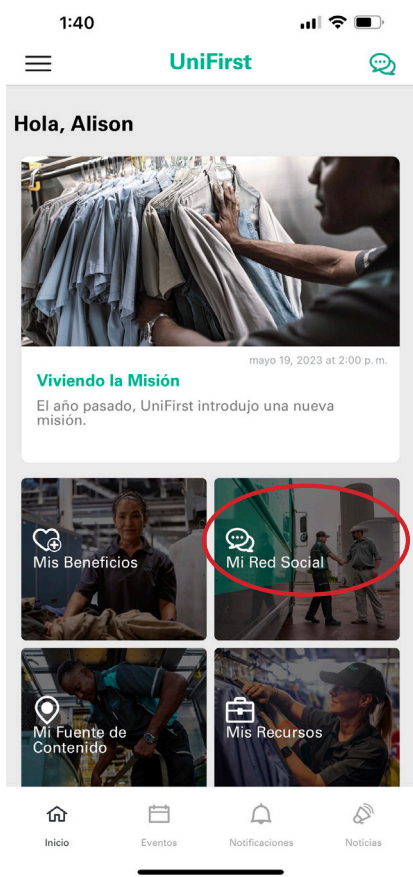 1:40
UniFirst
Hola, Alison
mayo 19, 2023 at 2:00 p.m.
Viviendo la Misión
El año pasado, UniFirst introdujo una nueva
misión.
Mis Beneficios
Mi Red Social
Mi Fuente de
Contenido
Mis Recursos
Inicio
Eventos
Notificaciones
Noticias